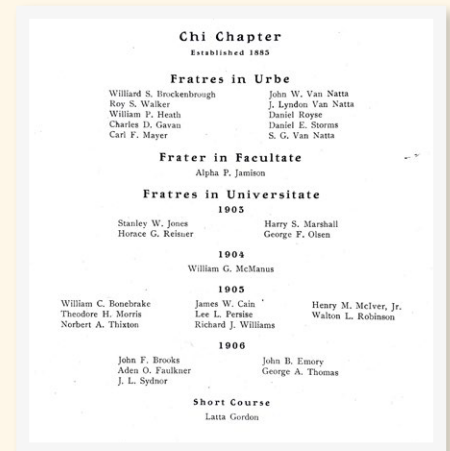 Chi Chapter
Established 1885
Fratres in Urbe
Williard S. Brockenbrough John W. Van Natta
Roy S. Walker J. Lyndon Van Natta
William P. Heath Daniel Royse
Charles D. Gavan Daniel E. Storms
Carl F. Mayer S. G. Van Natta
Frater in Facultate
Alpha P. Jamison
Fratres in Universitate
1903
Stanley W. Jones Harry S. Marshall
Horace G. Reisner George F. Olsen
1904
William G. McManus
1905
William C. Bonebrake James W. Cain Henry M. McIver, Jr.
Theodore H. Morris Lee L. Persise Walton L. Robinson
Norbert A. Thixton Richard J. Williams
1906
John F. Brooks John B. Emory
Aden O. Faulkner George A. Thomas
J. L. Sydnor
Short Course
Latta Gordon